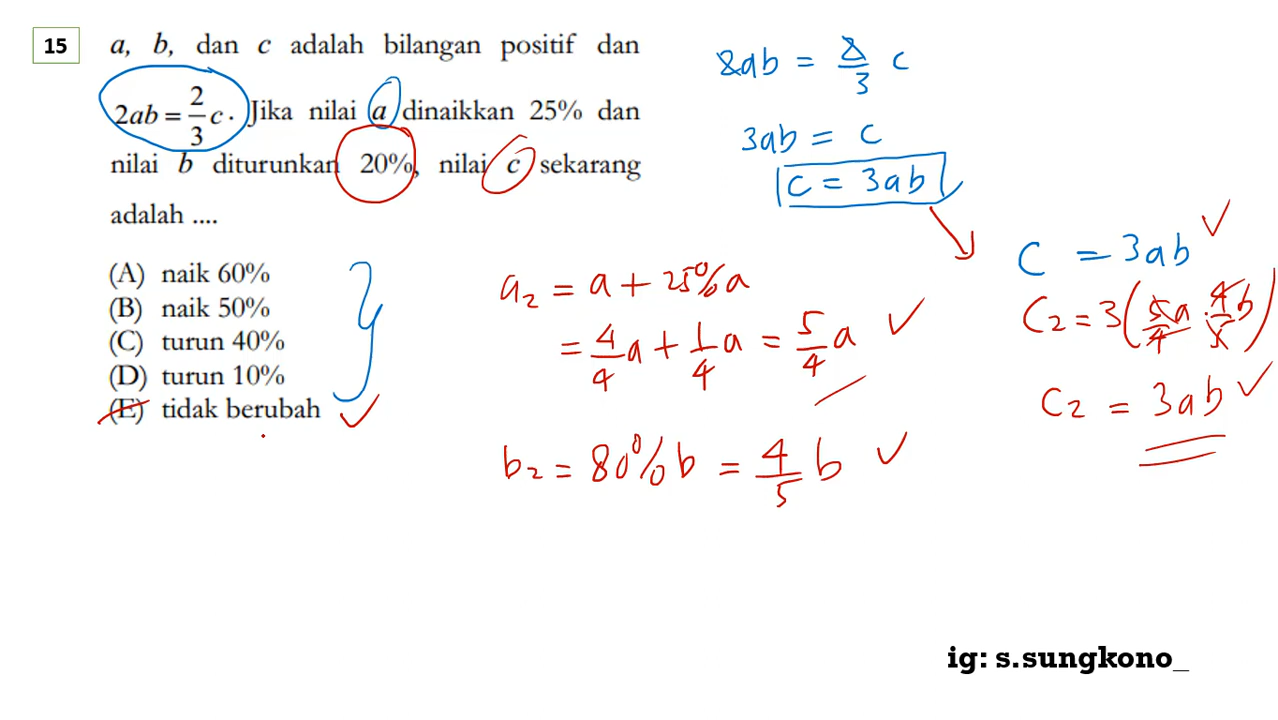 15
a, b, dan c adalah bilangan positif dan
2ab = 2/3 c. Jika nilai a dinaikkan 25% dan
nilai b diturunkan 20%, nilai c sekarang
adalah ....
(A) naik 60%
(B) naik 50%
(C) turun 40%
(D) turun 10%
(E) tidak berubah
2ab = 2/3 c
3ab = c
c = 3ab
a2 = a + 25% a
= 4/4 a + 1/4 a = 5/4 a
b2 = 80% b = 4/5 b
C = 3ab
C2 = 3(5/4 a · 4/5 b)
C2 = 3ab
ig: s.sungkono_